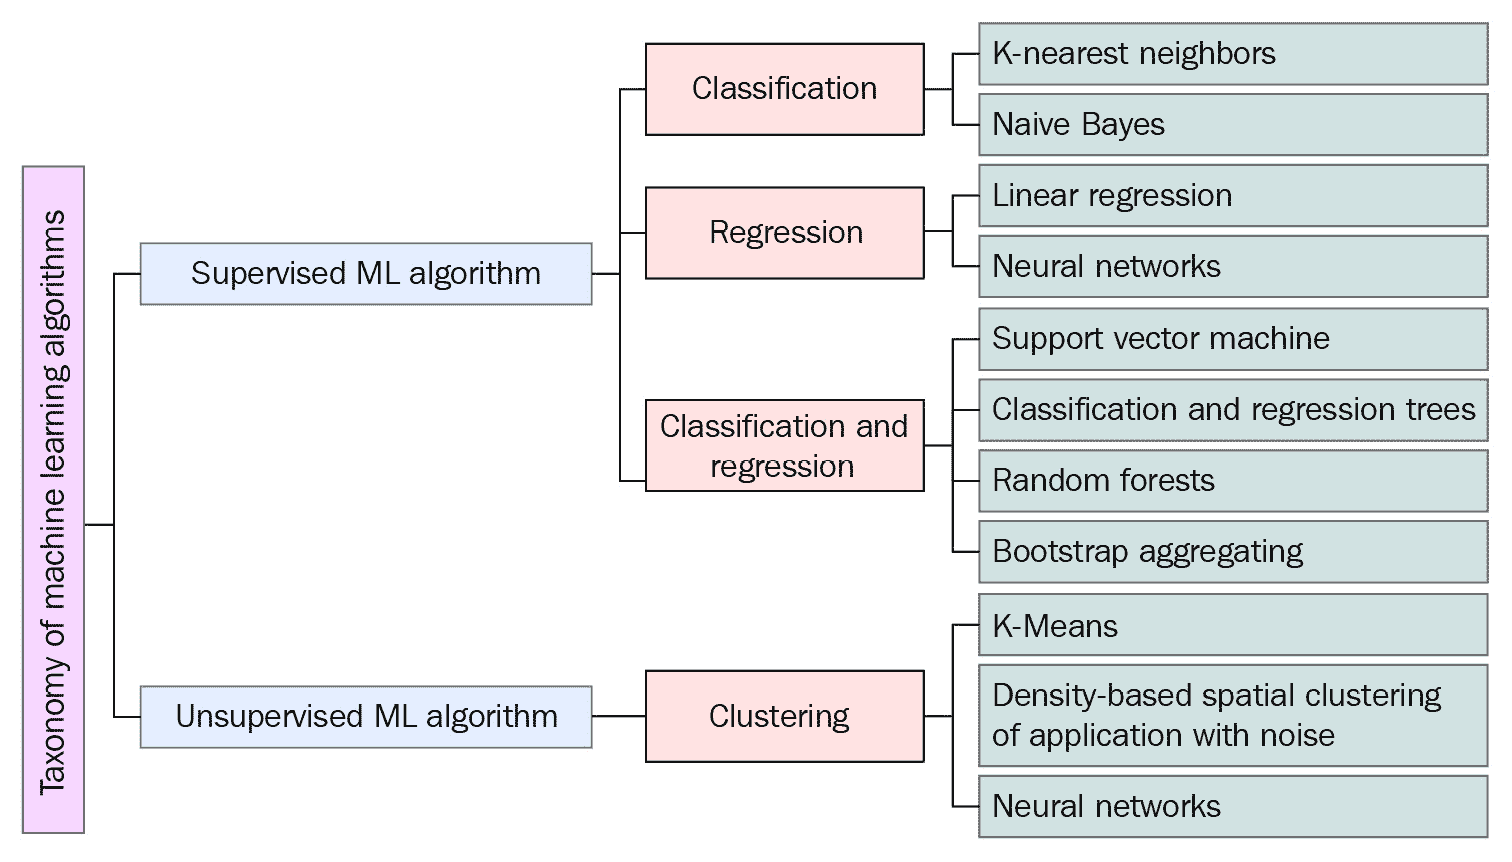 Taxonomy of machine learning algorithms
Supervised ML algorithm
Classification
K-nearest neighbors
Naive Bayes
Regression
Linear regression
Neural networks
Classification and
regression
Support vector machine
Classification and regression trees
Random forests
Bootstrap aggregating
Unsupervised ML algorithm
Clustering
K-Means
Density-based spatial clustering
of application with noise
Neural networks